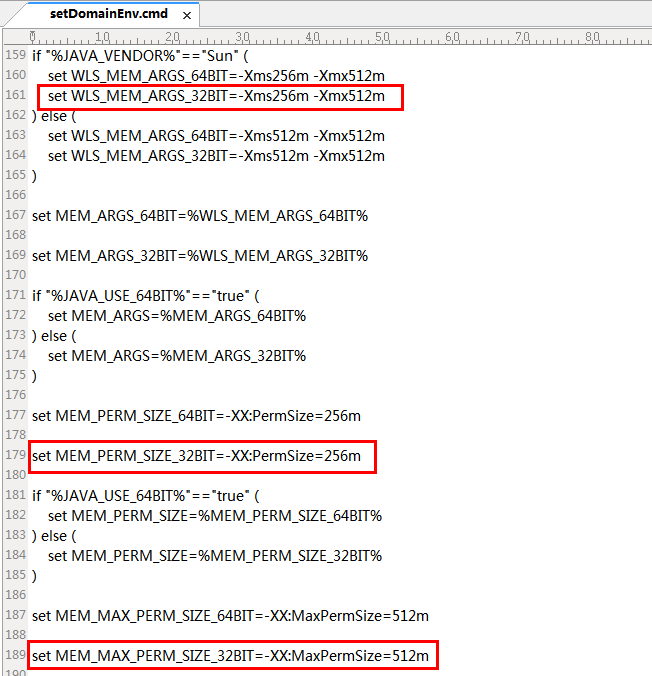 setDomainEnv.cmd ×
0 10 20 30 40 50 60 70 80
159 if "%JAVA_VENDOR%"=="Sun" (
160 set WLS_MEM_ARGS_64BIT=-Xms256m -Xmx512m
161 set WLS_MEM_ARGS_32BIT=-Xms256m -Xmx512m
162 ) else (
163 set WLS_MEM_ARGS_64BIT=-Xms512m -Xmx512m
164 set WLS_MEM_ARGS_32BIT=-Xms512m -Xmx512m
165 )
166
167 set MEM_ARGS_64BIT=%WLS_MEM_ARGS_64BIT%
168
169 set MEM_ARGS_32BIT=%WLS_MEM_ARGS_32BIT%
170
171 if "%JAVA_USE_64BIT%"=="true" (
172 set MEM_ARGS=%MEM_ARGS_64BIT%
173 ) else (
174 set MEM_ARGS=%MEM_ARGS_32BIT%
175 )
176
177 set MEM_PERM_SIZE_64BIT=-XX:PermSize=256m
178
179 set MEM_PERM_SIZE_32BIT=-XX:PermSize=256m
180
181 if "%JAVA_USE_64BIT%"=="true" (
182 set MEM_PERM_SIZE=%MEM_PERM_SIZE_64BIT%
183 ) else (
184 set MEM_PERM_SIZE=%MEM_PERM_SIZE_32BIT%
185 )
186
187 set MEM_MAX_PERM_SIZE_64BIT=-XX:MaxPermSize=512m
188
189 set MEM_MAX_PERM_SIZE_32BIT=-XX:MaxPermSize=512m
190